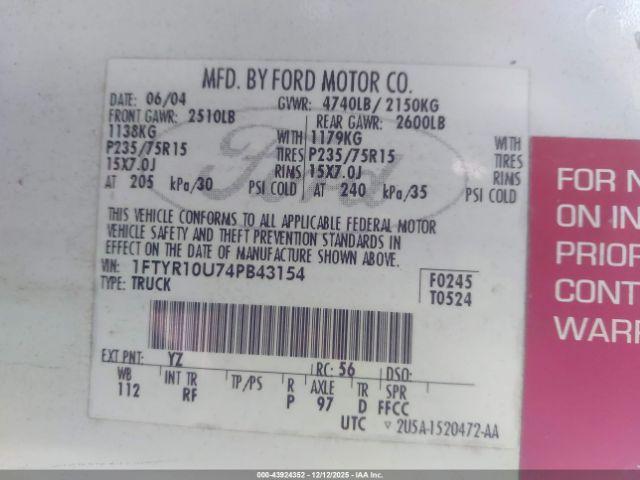 MFD. BY FORD MOTOR CO.
DATE: 06/04 GVWR: 4740LB/ 2150KG
FRONT GAWR: 2510LB REAR GAWR: 2600LB
1138KG WITH 1179KG WITH
P235/75R15 TIRES P235/75R15 TIRES
15X7.0J RIMS 15X7.0J RIMS
AT 205 kPa/30 PSI COLD AT 240 kPa/35 PSI COLD
Ford
THIS VEHICLE CONFORMS TO ALL APPLICABLE FEDERAL MOTOR
VEHICLE SAFETY AND THEFT PREVENTION STANDARDS IN
EFFECT ON THE DATE OF MANUFACTURE SHOWN ABOVE.
VIN: 1FTYR10U74PB43154 F0245
TYPE: TRUCK T0524
EXT PNT: YZ RC: 56 DSO:
WB INT TR TP/PS R AXLE TR SPR
112 RF P 97 D FFCC
UTC ▽ 2U5A-1520472-AA
FOR N
ON IN
PRIOR
CONT
WARR
000-43924352 - 12/12/2025 - IAAI.com